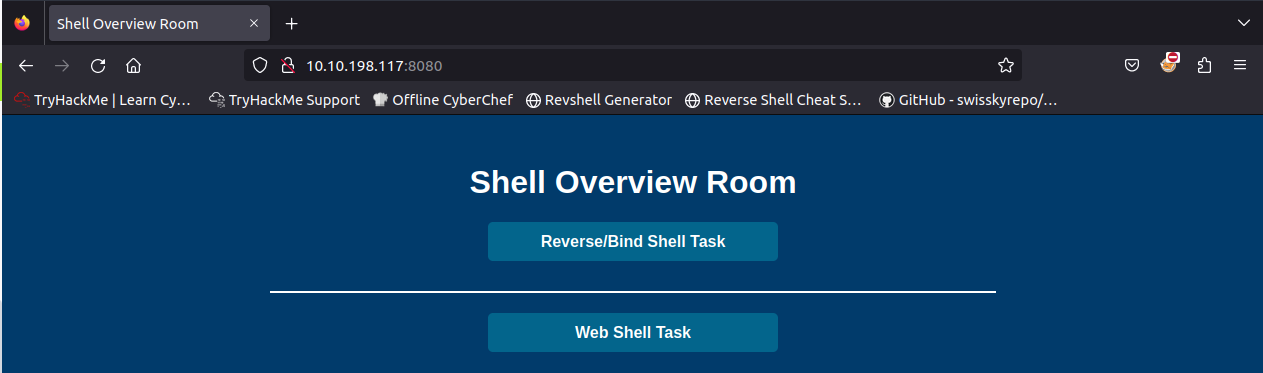 Shell Overview Room
10.10.198.117:8080
TryHackMe | Learn Cy… TryHackMe Support Offline CyberChef Revshell Generator Reverse Shell Cheat S… GitHub - swisskyrepo/…
Shell Overview Room
Reverse/Bind Shell Task
Web Shell Task